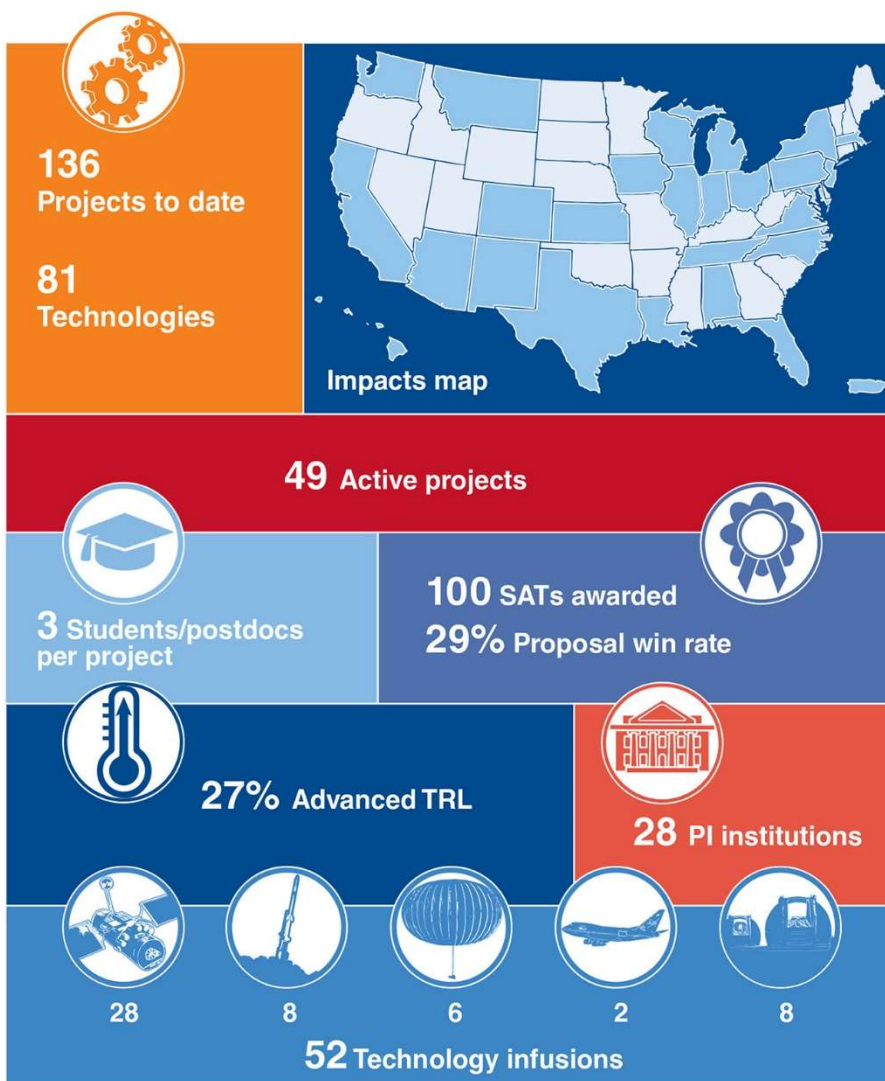 136
Projects to date
81
Technologies
Impacts map
49 Active projects
3 Students/postdocs
per project
100 SATs awarded
29% Proposal win rate
27% Advanced TRL
28 PI institutions
28 8 6 2 8
52 Technology infusions